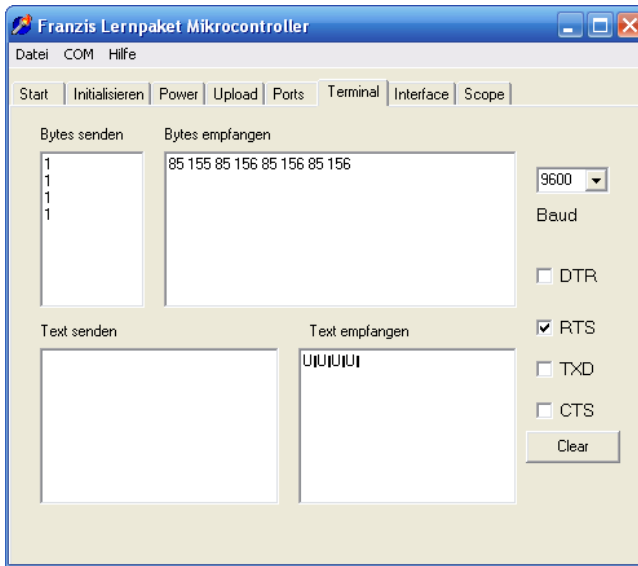 Franzis Lernpaket Mikrocontroller
Datei COM Hilfe
Start Initialisieren Power Upload Ports Terminal Interface Scope
Bytes senden Bytes empfangen
1
1
1
1
85 155 85 156 85 156 85 156
9600
Baud
DTR
RTS
TXD
CTS
Clear
Text senden Text empfangen